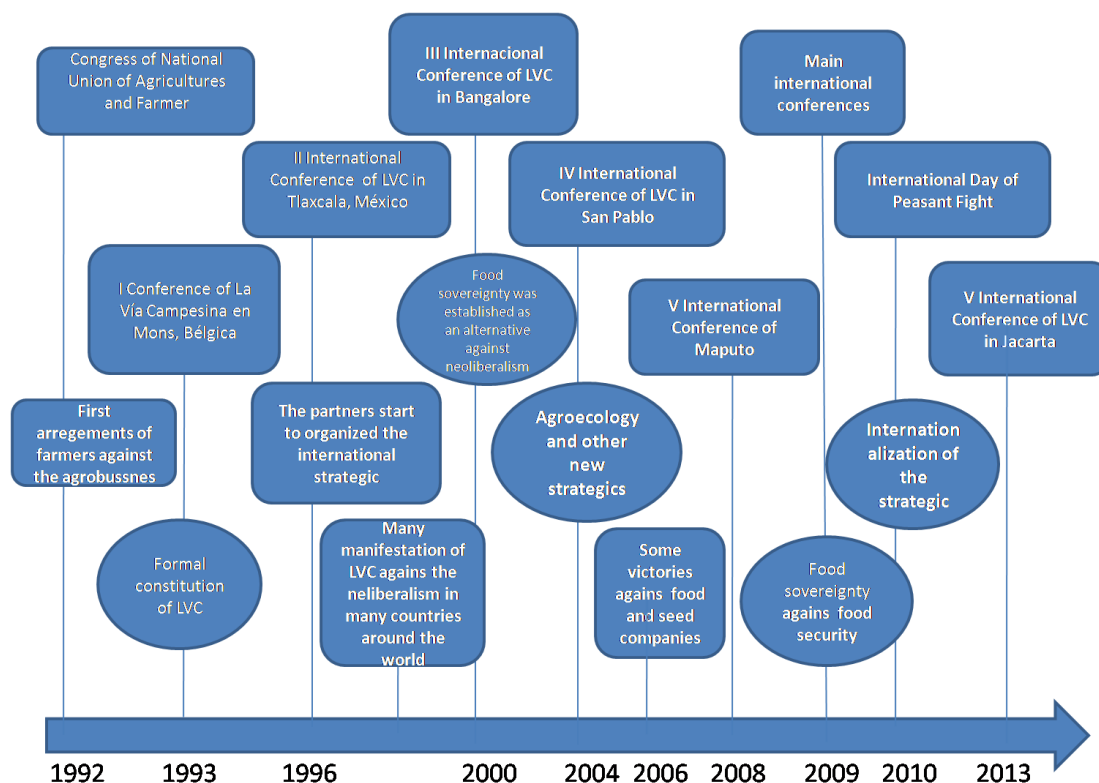 Congress of National
Union of Agricultures
and Farmer
III Internacional
Conference of LVC
in Bangalore
Main
international
conferences
II International
Conference of LVC in
Tlaxcala, México
IV International
Conference of LVC in
San Pablo
International Day of
Peasant Fight
I Conference of La
Vía Campesina en
Mons, Bélgica
Food
sovereignty was
established as
an alternative
against
neoliberalism
V International
Conference of
Maputo
V International
Conference of LVC
in Jacarta
First
arregements of
farmers against
the agrobussnes
The partners start
to organized the
international
strategic
Agroecology
and other
new
strategics
Internation
alization of
the
strategic
Formal
constitution
of LVC
Many
manifestation of
LVC agains the
neliberalism in
many countries
around the
world
Some
victories
agains food
and seed
companies
Food
sovereignty
agains food
security
1992 1993 1996 2000 2004 2006 2008 2009 2010 2013